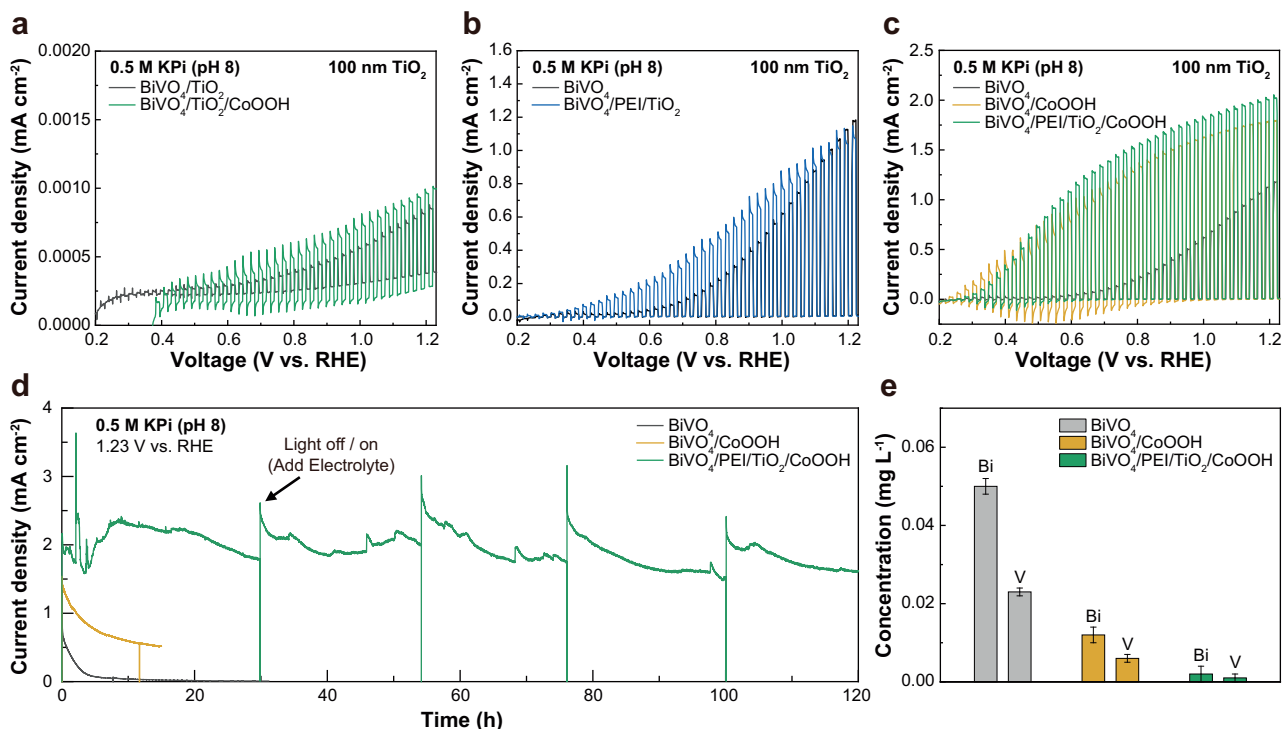 a
0.5 M KPi (pH 8)
100 nm TiO2
BiVO4/TiO2
BiVO4/TiO2/CoOOH
0.0020
0.0015
0.0010
0.0005
0.0000
Current density (mA cm-2)
0.2 0.4 0.6 0.8 1.0 1.2
Voltage (V vs. RHE)
b
0.5 M KPi (pH 8)
100 nm TiO2
BiVO4
BiVO4/PEI/TiO2
1.6
1.4
1.2
1.0
0.8
0.6
0.4
0.2
0.0
Current density (mA cm-2)
0.2 0.4 0.6 0.8 1.0 1.2
Voltage (V vs. RHE)
c
0.5 M KPi (pH 8)
100 nm TiO2
BiVO4
BiVO4/CoOOH
BiVO4/PEI/TiO2/CoOOH
2.5
2.0
1.5
1.0
0.5
0.0
Current density (mA cm-2)
0.2 0.4 0.6 0.8 1.0 1.2
Voltage (V vs. RHE)
d
0.5 M KPi (pH 8)
1.23 V vs. RHE
Light off / on
(Add Electrolyte)
BiVO4
BiVO4/CoOOH
BiVO4/PEI/TiO2/CoOOH
4
3
2
1
0
Current density (mA cm-2)
0 20 40 60 80 100 120
Time (h)
e
BiVO4
BiVO4/CoOOH
BiVO4/PEI/TiO2/CoOOH
0.06
0.04
0.02
0.00
Concentration (mg L-1)
Bi
V
Bi
V
Bi
V